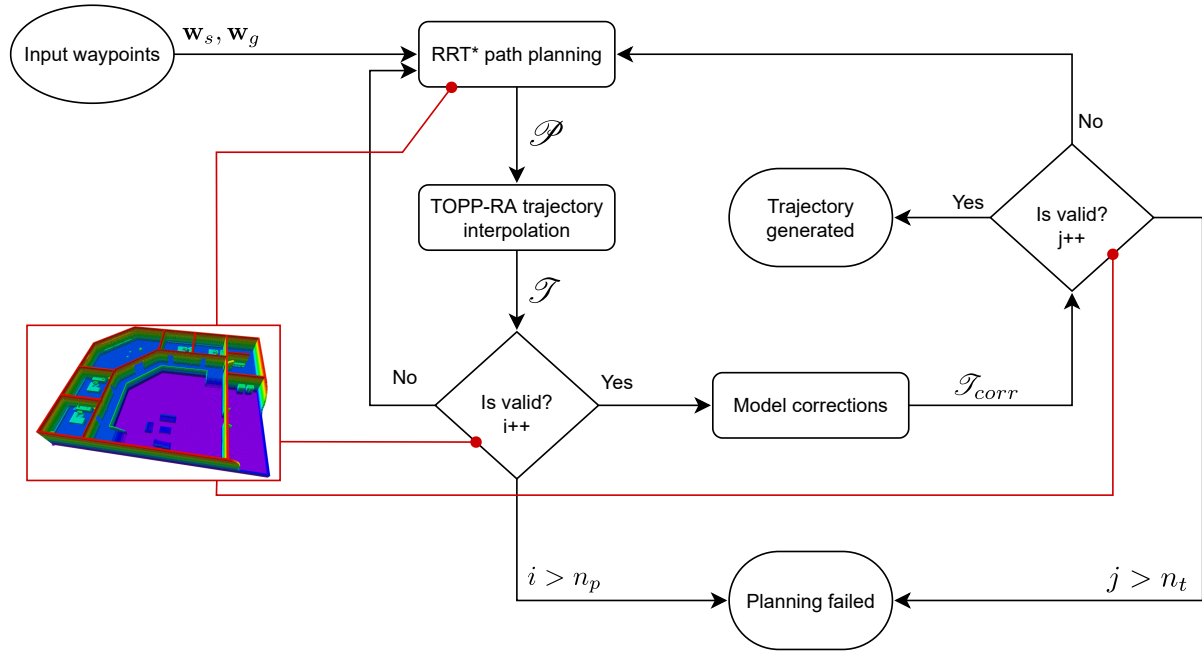 Input waypoints
𝐰ₛ, 𝐰_g
RRT* path planning
No
𝒫
Is valid?
j++
Yes
Trajectory
generated
TOPP-RA trajectory
interpolation
𝒯
No
Is valid?
i++
Yes
Model corrections
𝒯_corr
i > n_p
Planning failed
j > n_t